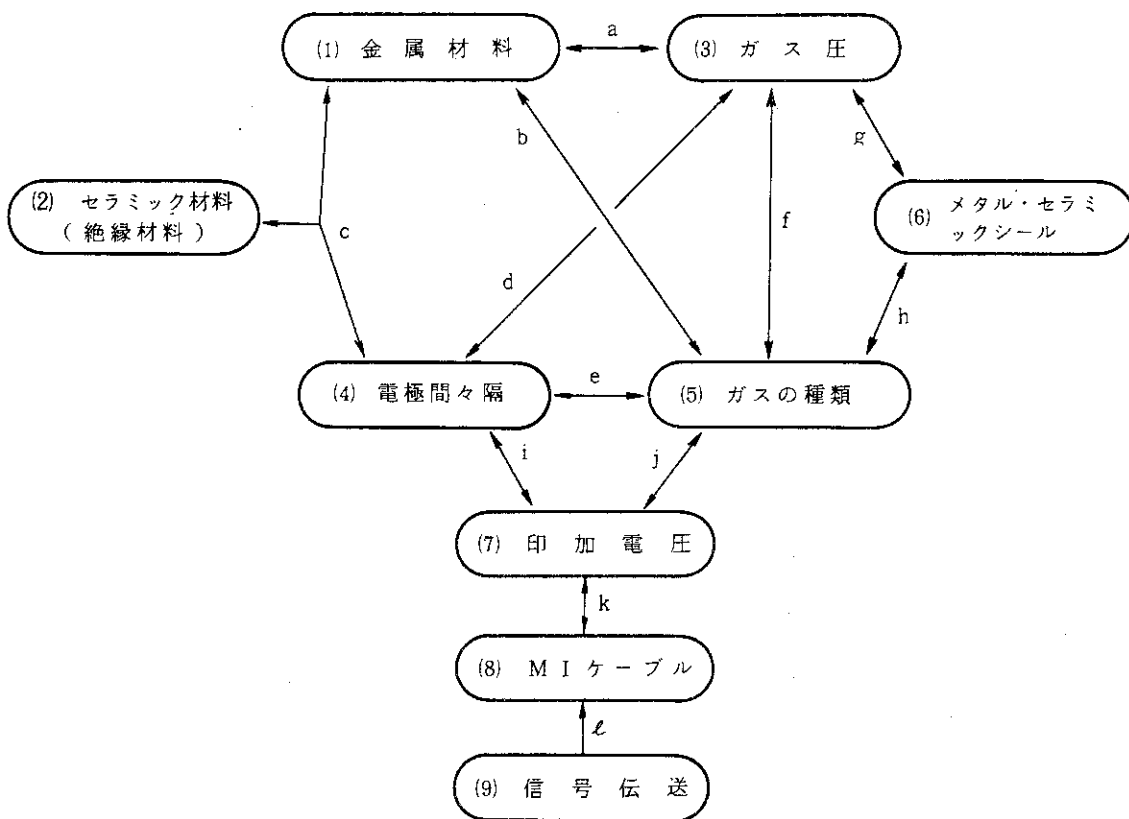 a
(1) 金属材料
(3) ガス圧
b
g
(2) セラミック材料
(絶縁材料)
c
f
(6) メタル・セラミ
ックシール
d
h
e
(4) 電極間々隔
(5) ガスの種類
i
j
(7) 印加電圧
k
(8) MIケーブル
ℓ
(9) 信号伝送